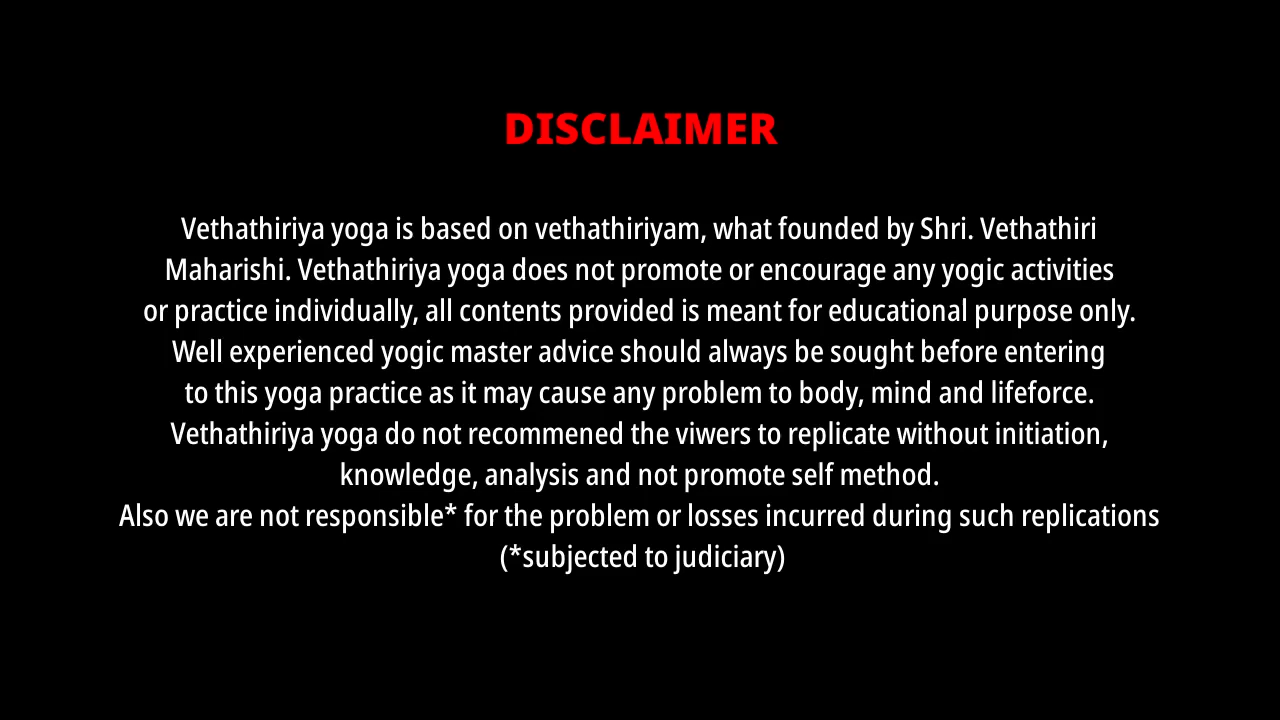 DISCLAIMER
Vethathiriya yoga is based on vethathiriyam, what founded by Shri. Vethathiri
Maharishi. Vethathiriya yoga does not promote or encourage any yogic activities
or practice individually, all contents provided is meant for educational purpose only.
Well experienced yogic master advice should always be sought before entering
to this yoga practice as it may cause any problem to body, mind and lifeforce.
Vethathiriya yoga do not recommened the viwers to replicate without initiation,
knowledge, analysis and not promote self method.
Also we are not responsible* for the problem or losses incurred during such replications
(*subjected to judiciary)